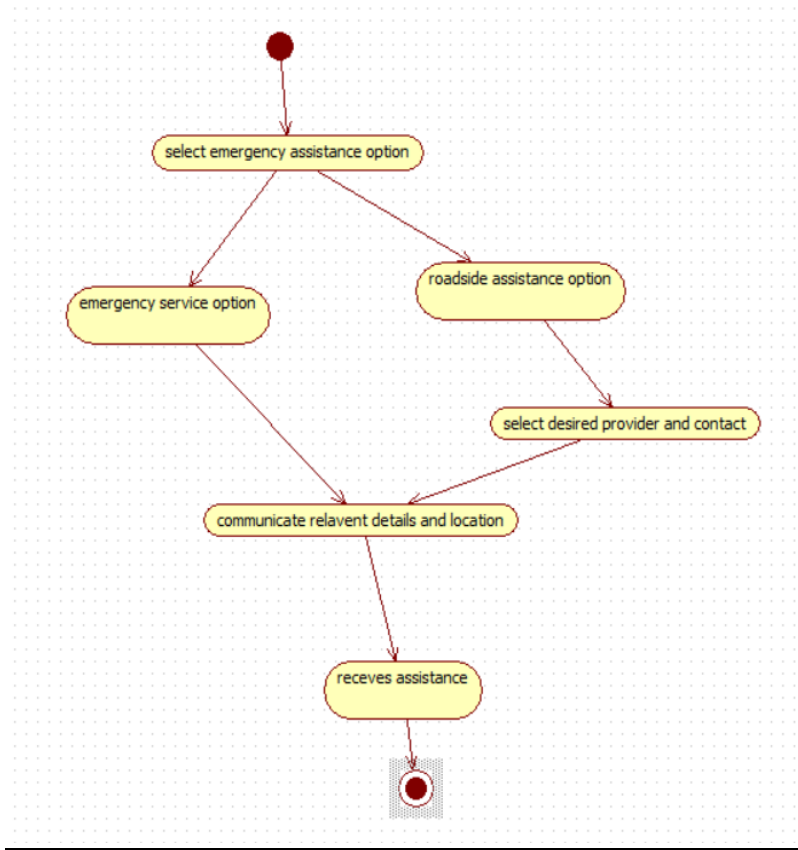 select emergency assistance option
roadside assistance option
emergency service option
select desired provider and contact
communicate relavent details and location
receves assistance